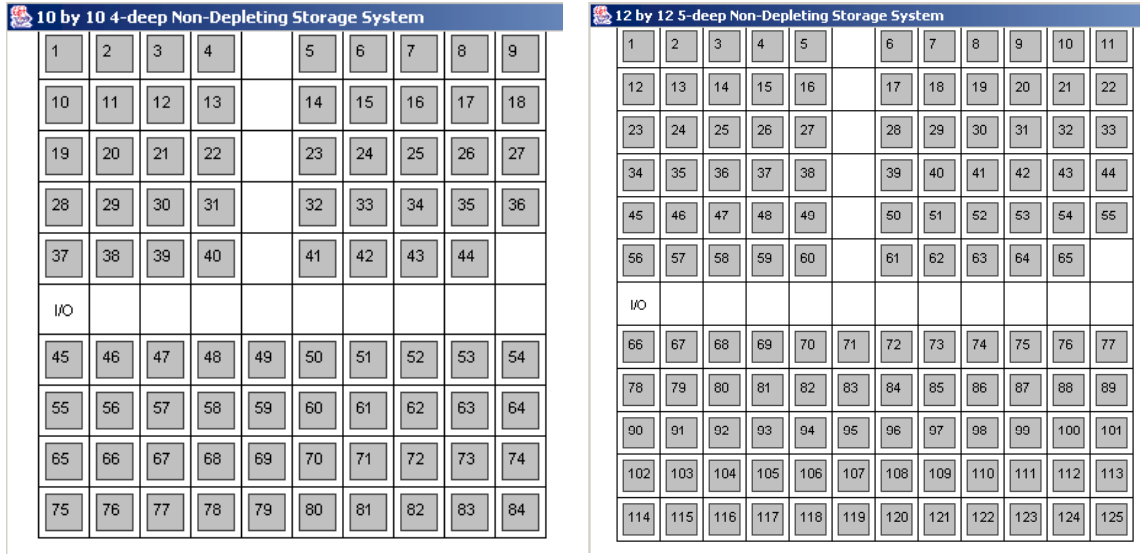 10 by 10 4-deep Non-Depleting Storage System
1 2 3 4 5 6 7 8 9
10 11 12 13 14 15 16 17 18
19 20 21 22 23 24 25 26 27
28 29 30 31 32 33 34 35 36
37 38 39 40 41 42 43 44
I/O
45 46 47 48 49 50 51 52 53 54
55 56 57 58 59 60 61 62 63 64
65 66 67 68 69 70 71 72 73 74
75 76 77 78 79 80 81 82 83 84
12 by 12 5-deep Non-Depleting Storage System
1 2 3 4 5 6 7 8 9 10 11
12 13 14 15 16 17 18 19 20 21 22
23 24 25 26 27 28 29 30 31 32 33
34 35 36 37 38 39 40 41 42 43 44
45 46 47 48 49 50 51 52 53 54 55
56 57 58 59 60 61 62 63 64 65
I/O
66 67 68 69 70 71 72 73 74 75 76 77
78 79 80 81 82 83 84 85 86 87 88 89
90 91 92 93 94 95 96 97 98 99 100 101
102 103 104 105 106 107 108 109 110 111 112 113
114 115 116 117 118 119 120 121 122 123 124 125